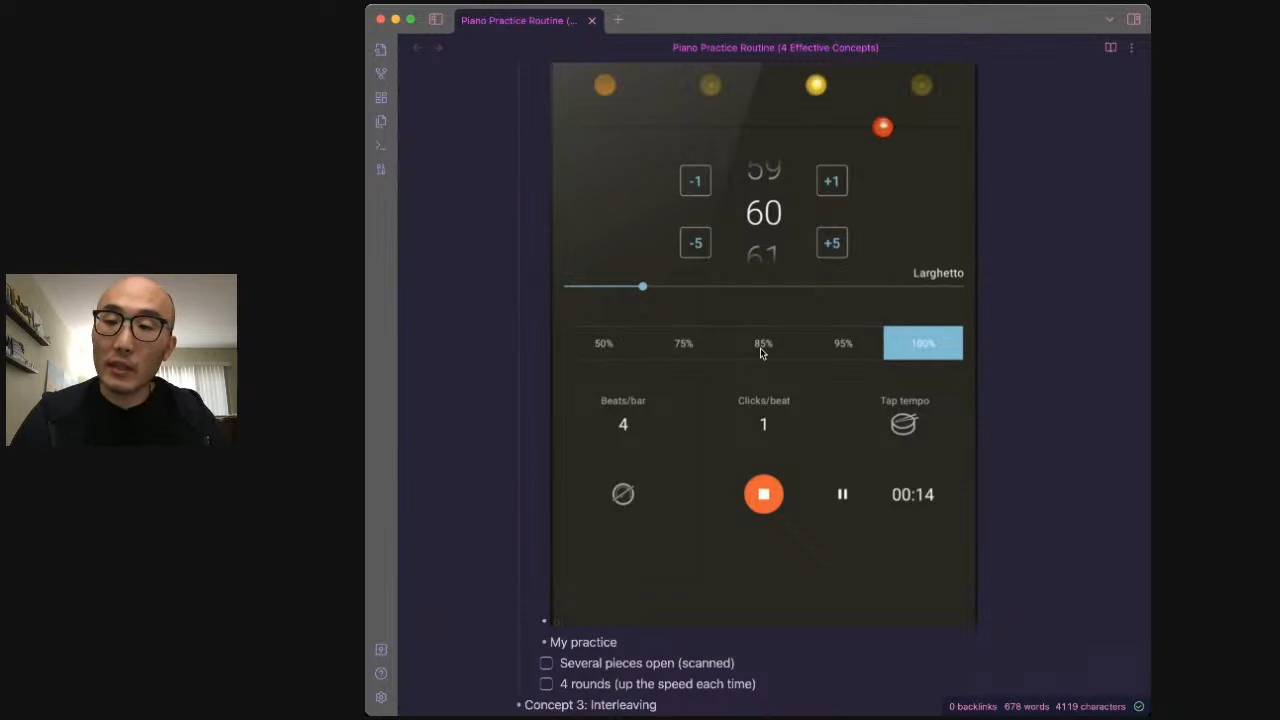 Piano Practice Routine (...
Piano Practice Routine (4 Effective Concepts)
59
-1
+1
60
-5
+5
61
Larghetto
50%
75%
85%
95%
100%
Beats/bar
Clicks/beat
Tap tempo
4
1
00:14
My practice
Several pieces open (scanned)
4 rounds (up the speed each time)
Concept 3: Interleaving
0 backlinks 678 words 4119 characters